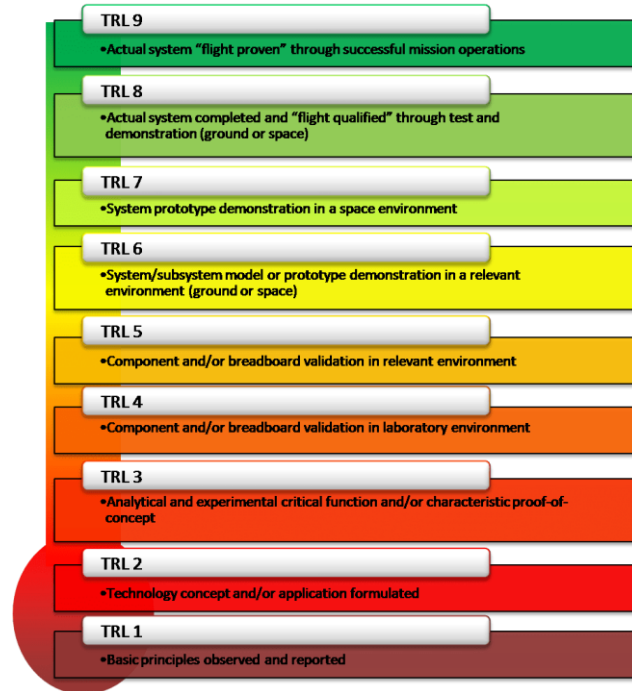 TRL 9
•Actual system “flight proven” through successful mission operations
TRL 8
•Actual system completed and “flight qualified” through test and
demonstration (ground or space)
TRL 7
•System prototype demonstration in a space environment
TRL 6
•System/subsystem model or prototype demonstration in a relevant
environment (ground or space)
TRL 5
•Component and/or breadboard validation in relevant environment
TRL 4
•Component and/or breadboard validation in laboratory environment
TRL 3
•Analytical and experimental critical function and/or characteristic proof-of-
concept
TRL 2
•Technology concept and/or application formulated
TRL 1
•Basic principles observed and reported